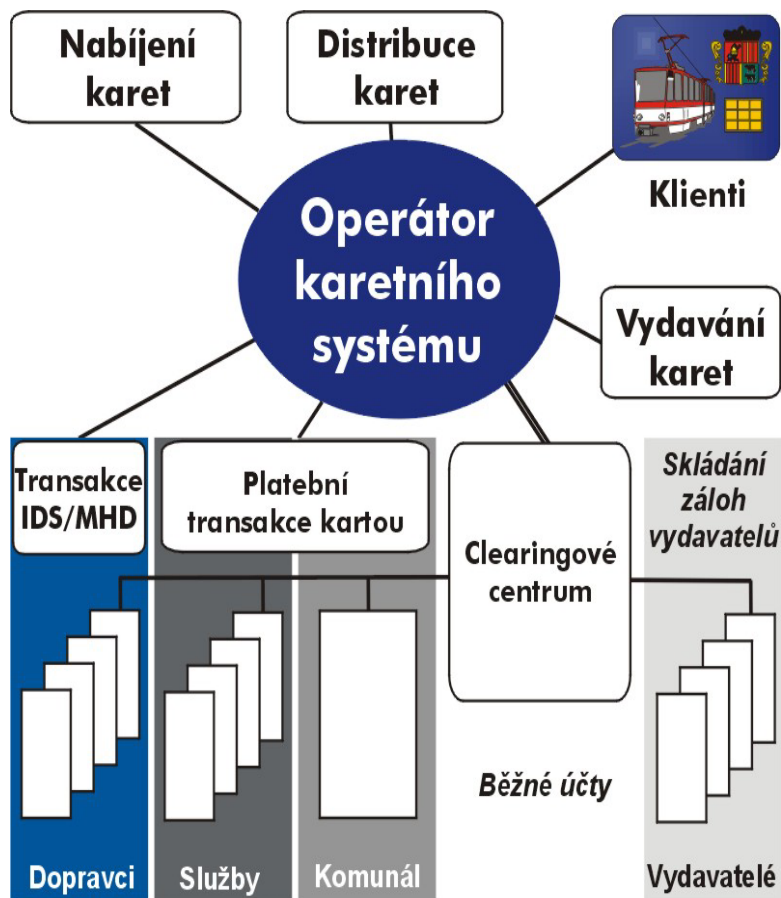 Nabíjení
karet
Distribuce
karet
Klienti
Operátor
karetního
systému
Vydavání
karet
Transakce
IDS/MHD
Platební
transakce kartou
Clearingové
centrum
Skládání
záloh
vydavatelů
Běžné účty
Dopravci
Služby
Komunál
Vydavatelé